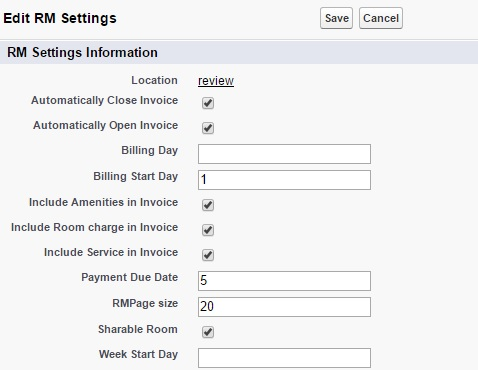 Edit RM Settings Save Cancel
RM Settings Information
Location review
Automatically Close Invoice
Automatically Open Invoice
Billing Day
Billing Start Day 1
Include Amenities in Invoice
Include Room charge in Invoice
Include Service in Invoice
Payment Due Date 5
RMPage size 20
Sharable Room
Week Start Day